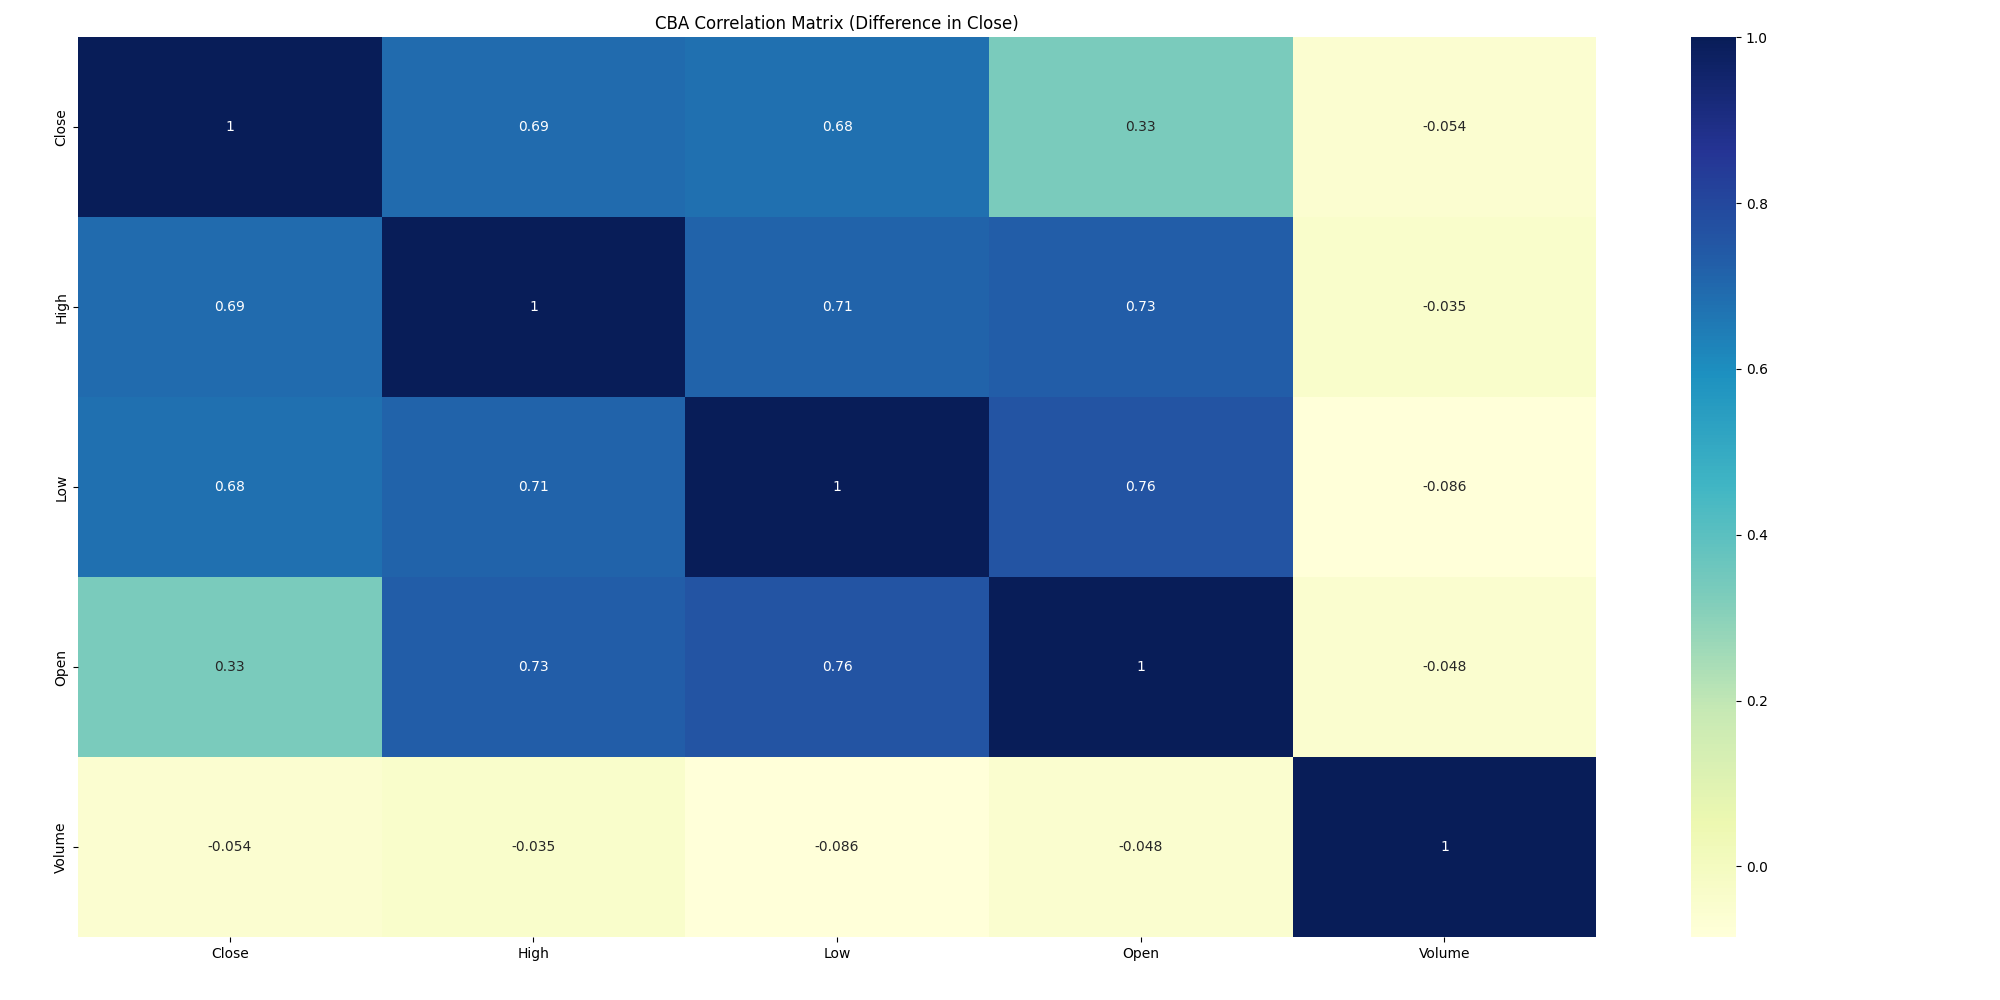 CBA Correlation Matrix (Difference in Close)
Close 1 0.69 0.68 0.33 -0.054
High 0.69 1 0.71 0.73 -0.035
Low 0.68 0.71 1 0.76 -0.086
Open 0.33 0.73 0.76 1 -0.048
Volume -0.054 -0.035 -0.086 -0.048 1
Close High Low Open Volume
1.0
0.8
0.6
0.4
0.2
0.0